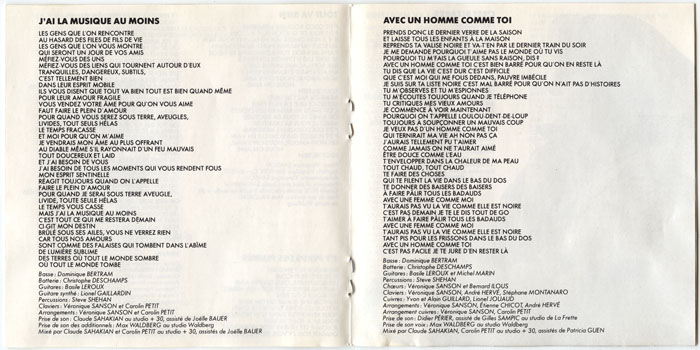 J'AI LA MUSIQUE AU MOINS
LES GENS QUE L'ON RENCONTRE
AU HASARD DES FILES DE FILS DE VIE
LES GENS QUE L'ON VOUS MONTRE
QUI SERONT UN JOUR DE VOS AMIS
MÉFIEZ-VOUS DES UNS
MÉFIEZ-VOUS DES LIENS QUI TOURNENT AUTOUR D'EUX
TRANQUILLES, DANGEREUX, SUBTILS,
C'EST TELLEMENT BIEN
DANS LEUR ESPRIT MOBILE
ILS VOUS DISENT QUE TOUT VA BIEN TOUT EST BIEN QUAND MÊME
POUR LEUR AMOUR FRAGILE
VOUS VENDEZ VOTRE ÂME POUR QU'ON VOUS AIME
FAUT FAIRE LE PLEIN D'AMOUR
POUR QUAND VOUS SEREZ SOUS TERRE, AVEUGLES,
LIVIDES, TOUT SEULS HÉLAS
LE TEMPS FRACASSE
ET MOI POUR QU'ON M'AIME
JE VENDRAIS MON ÂME AU PLUS OFFRANT
AU DIABLE MÊME S'IL RAYONNAIT D'UN FEU MAUVAIS
TOUT DOUCEREUX ET LAID
ET J'AI BESOIN DE VOUS
J'AI BESOIN DE TOUS LES MOMENTS QUI VOUS RENDENT FOUS
MON ESPRIT SENTINELLE
RÉAGIT TOUJOURS QUAND ON L'APPELLE
FAIRE LE PLEIN D'AMOUR
POUR QUAND JE SERAI SOUS TERRE AVEUGLE,
LIVIDE, TOUTE SEULE HÉLAS
LE TEMPS VOUS CASSE
MAIS J'AI LA MUSIQUE AU MOINS
C'EST TOUT CE QUI ME RESTERA DEMAIN
CI-GÎT MON DESTIN
BRÛLÉ SOUS SES AILES, VOUS NE VERREZ RIEN
CAR TOUS NOS AMOURS
SONT COMME DES FALAISES QUI TOMBENT DANS L'ABÎME
DE LUMIÈRE SUBLIME
DES TERRES OÙ TOUT LE MONDE SOMBRE
OÙ TOUT LE MONDE TOMBE
Basse : Dominique BERTRAM
Batterie : Christophe DESCHAMPS
Guitares : Basile LEROUX
Guitare synthé : Lionel GAILLARDIN
Percussions : Steve SHEHAN
Claviers : Véronique SANSON et Carolin PETIT
Arrangements : Véronique SANSON et Carolin PETIT
Prise de son : Claude SAHAKIAN au studio + 30, assisté de Joëlle BAUER
Prise de son des additionnels : Max WALDBERG au studio Waldberg
Mixé par Claude SAHAKIAN et Carolin PETIT au studio + 30, assistés de Joëlle BAUER
AVEC UN HOMME COMME TOI
PRENDS DONC LE DERNIER VERRE DE LA SAISON
ET LAISSE TOUS LES ENFANTS À LA MAISON
REPRENDS TA VALISE NOIRE ET VA-T'EN PAR LE DERNIER TRAIN DU SOIR
JE ME DEMANDE POURQUOI T'AIME PAS LE MONDE OÙ TU VIS
POURQUOI TU M'FAIS LA GUEULE SANS RAISON, DIS ?
AVEC UN HOMME COMME TOI C'EST BIEN BARRÉ POUR QU'ON EN RESTE LÀ
TU DIS QUE LA VIE C'EST DUR C'EST DIFFICILE
QUE C'EST MOI QUI ME FOUS DEDANS, PAUVRE IMBÉCILE
JE SUIS SUR TA LISTE NOIRE C'EST MAL BARRÉ POUR QU'ON N'AIT PAS D'HISTOIRES
TU M'OBSERVES ET TU M'ESPIONNES
TU M'ÉCOUTES TOUJOURS QUAND JE TÉLÉPHONE
TU CRITIQUES MES VIEUX AMOURS
JE COMMENCE À VOIR MAINTENANT
POURQUOI ON T'APPELLE LOULOU-DENT-DE-LOUP
TOUJOURS À SOUPÇONNER UN MAUVAIS COUP
JE VEUX PAS D'UN HOMME COMME TOI
QUI TERNIRAIT MA VIE AH NON PAS ÇA
J'AURAIS TELLEMENT PU T'AIMER
COMME JAMAIS ON NE T'AURAIT AIMÉ
ÊTRE DOUCE COMME L'EAU
T'ENVELOPPER DANS LA CHALEUR DE MA PEAU
TOUT CHAUD, TOUT CHAUD
TE FAIRE DES CHOSES
QUI TE FILENT LA VIE DANS LE BAS DU DOS
TE DONNER DES BAISERS DES BAISERS
À FAIRE PÂLIR TOUS LES BADAUDS
AVEC UNE FEMME COMME MOI
T'AURAIS PAS VU LA VIE COMME ELLE EST NOIRE
C'EST PAS DEMAIN JE TE LE DIS TOUT DE GO
T'AIMER À FAIRE PÂLIR TOUS LES BADAUDS
AVEC UNE FEMME COMME MOI
T'AURAIS PAS VU LA VIE COMME ELLE EST NOIRE
TANT PIS POUR LES FRISSONS DANS LE BAS DU DOS
AVEC UN HOMME COMME TOI
C'EST PAS FACILE JE TE JURE D'EN RESTER LÀ
Basse : Dominique BERTRAM
Batterie : Christophe DESCHAMPS
Guitares : Basile LEROUX et Michel MARIN
Percussions : Steve SHEHAN
Chœurs : Véronique SANSON et Bernard ILOUS
Claviers : Véronique SANSON, André HERVÉ, Stéphane MONTANARO
Cuivres : Yvon et Alain GUILLARD, Lionel JOUAUD
Arrangements : Véronique SANSON, Étienne CHICOT, André HERVÉ
Arrangement cuivres : Véronique SANSON, Carolin PETIT
Prise de son : Didier PÉRIER, assisté de Gilles SAMPIC au studio de La Frette
Prise de son voix : Max WALDBERG au studio Waldberg
Mixé par Claude SAHAKIAN et Carolin PETIT, au studio + 30, assistés de Patricia GUEN